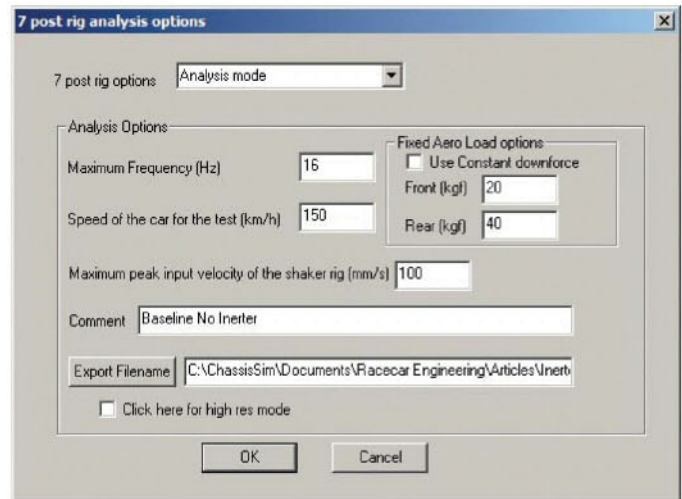 7 post rig analysis options
7 post rig options
Analysis mode
Analysis Options
Maximum Frequency (Hz)
16
Speed of the car for the test (km/h)
150
Fixed Aero Load options
Use Constant downforce
Front (kgf)
20
Rear (kgf)
40
Maximum peak input velocity of the shaker rig (mm/s)
100
Comment
Baseline No Inerter
Export Filename
C:\ChassisSim\Documents\Racecar Engineering\Articles\Inert
Click here for high res mode
OK
Cancel